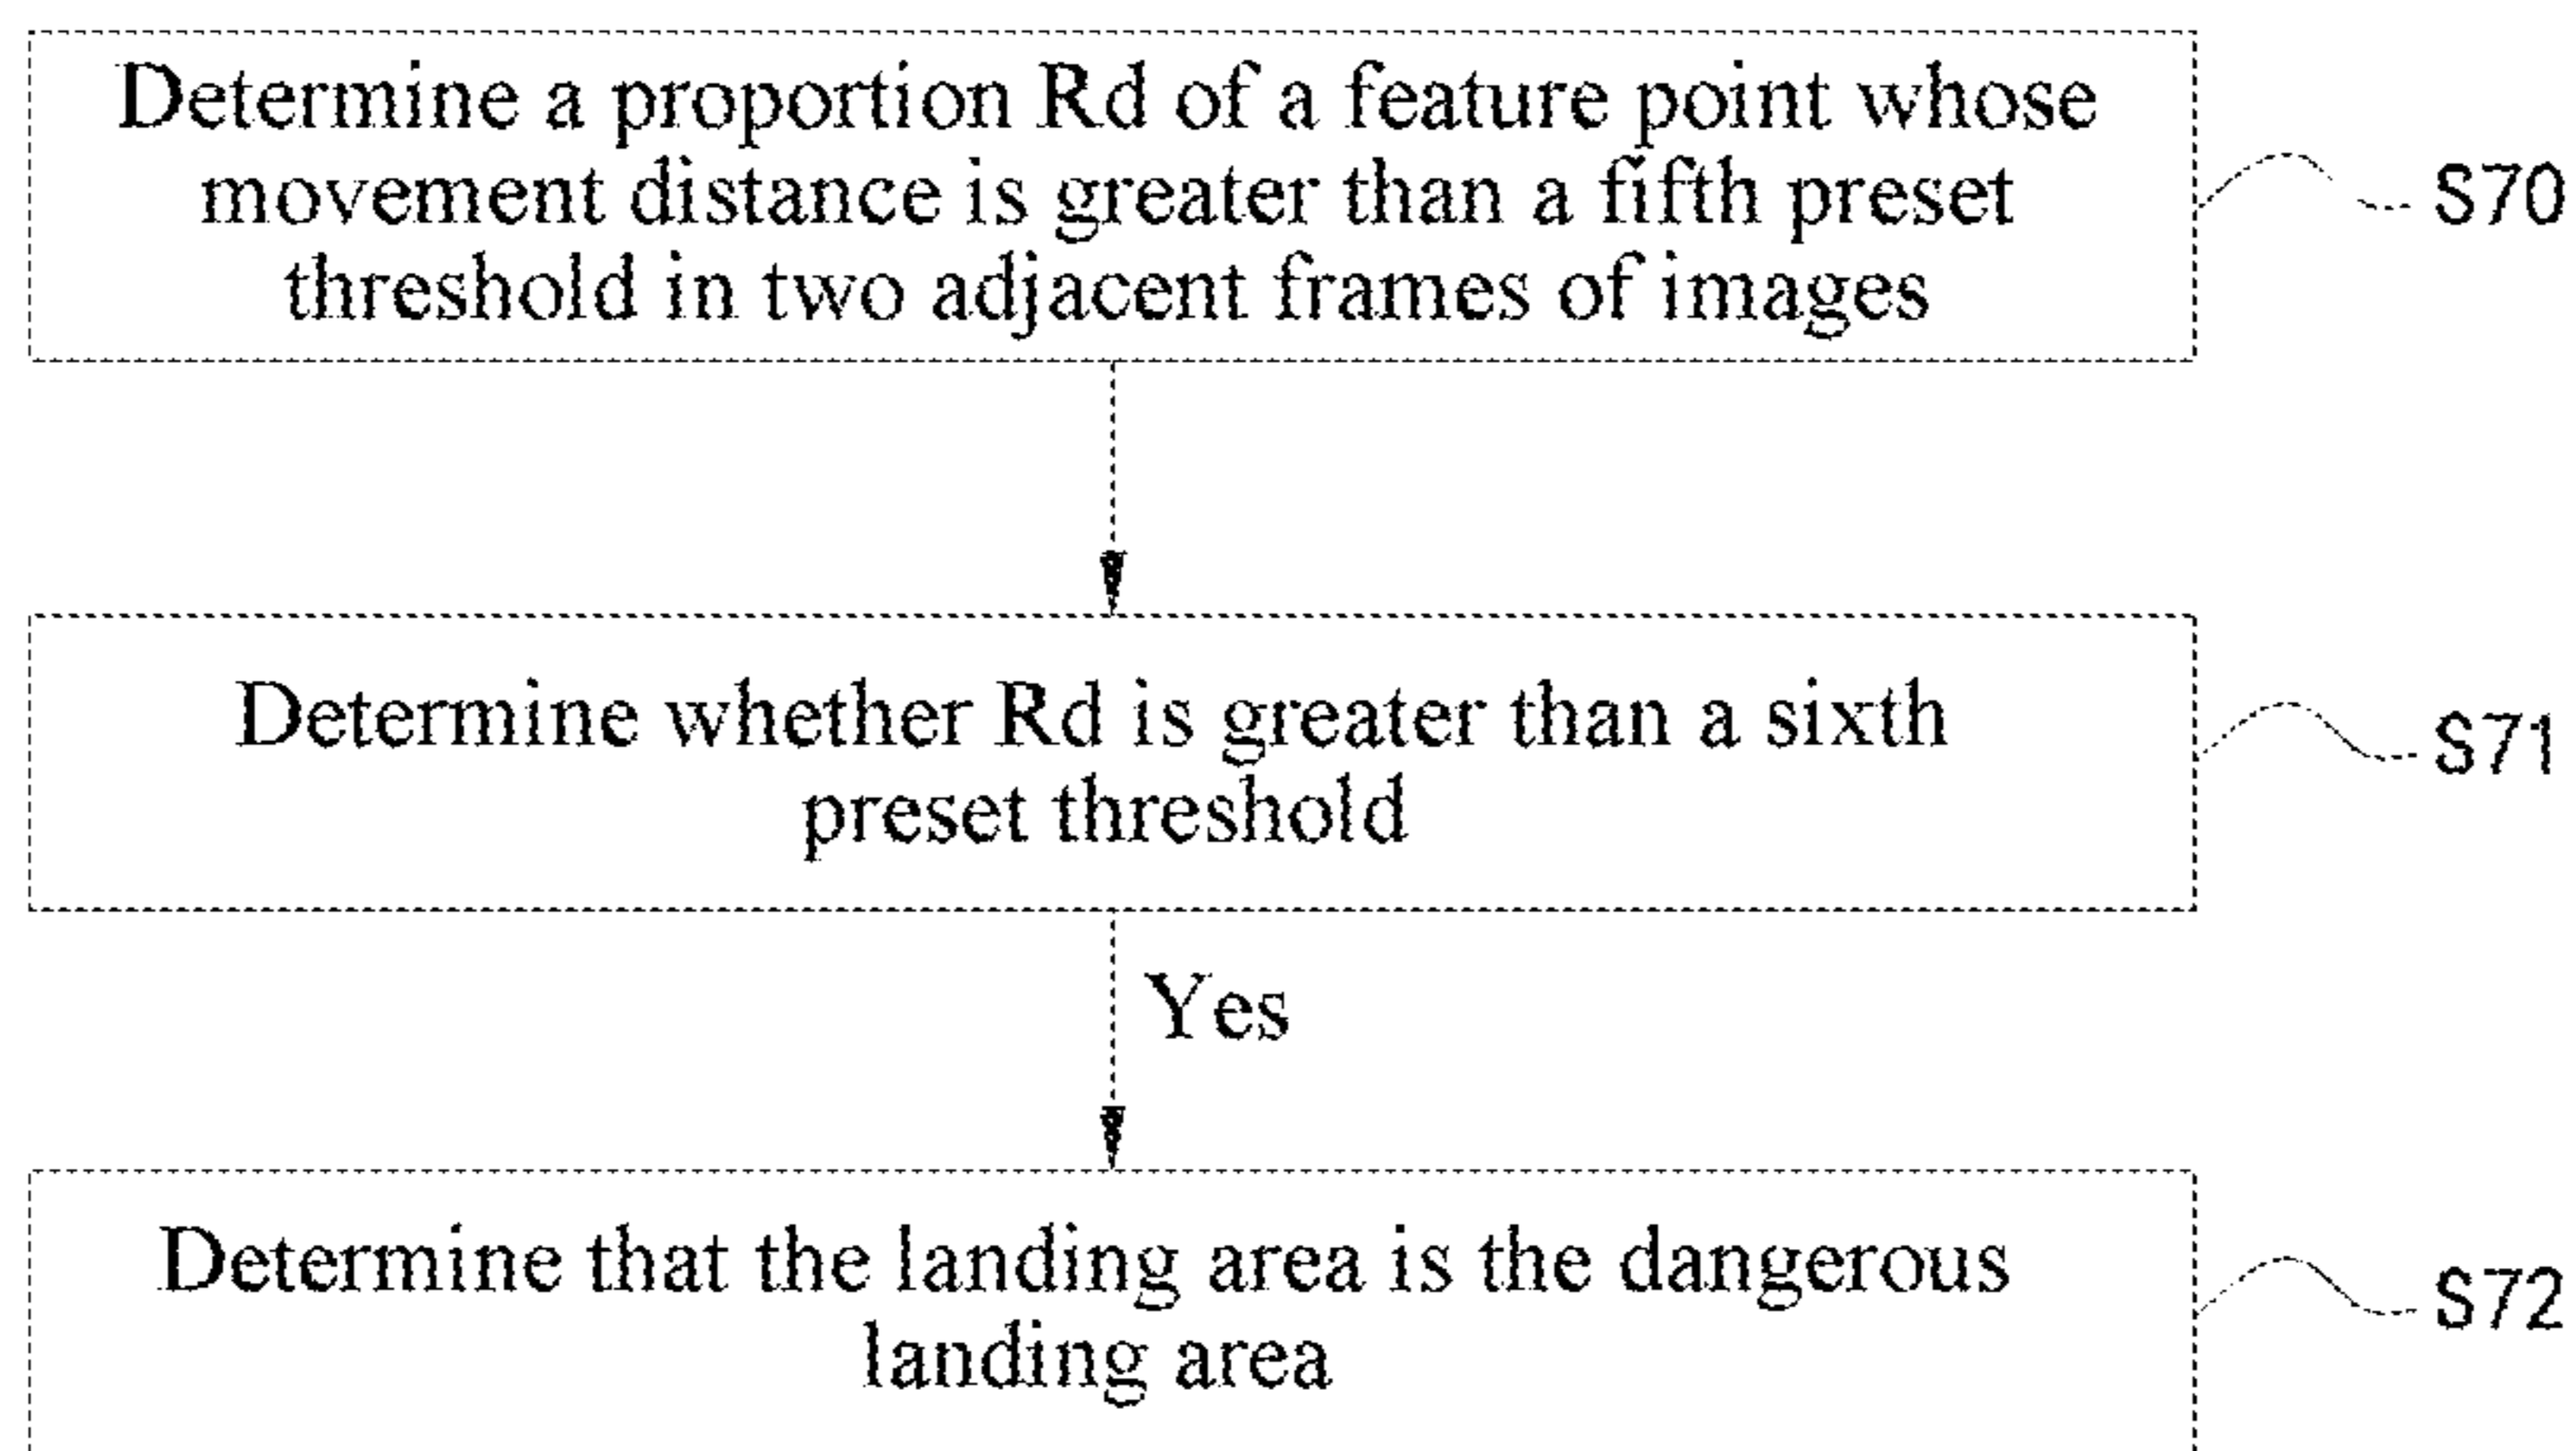 Determine a proportion Rd of a feature point whose
movement distance is greater than a fifth preset
threshold in two adjacent frames of images
S70
Determine whether Rd is greater than a sixth
preset threshold
S71
Yes
Determine that the landing area is the dangerous
landing area
S72